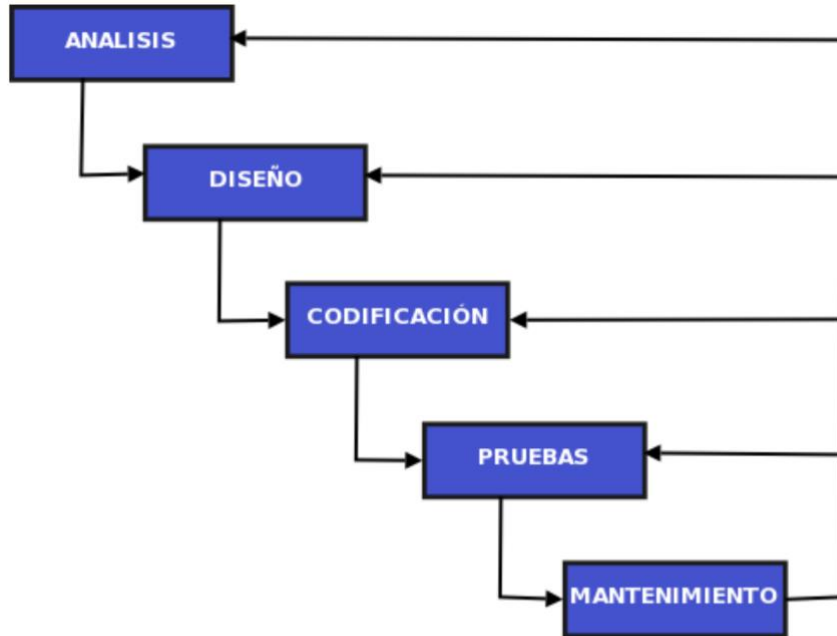 ANALISIS
DISEÑO
CODIFICACIÓN
PRUEBAS
MANTENIMIENTO